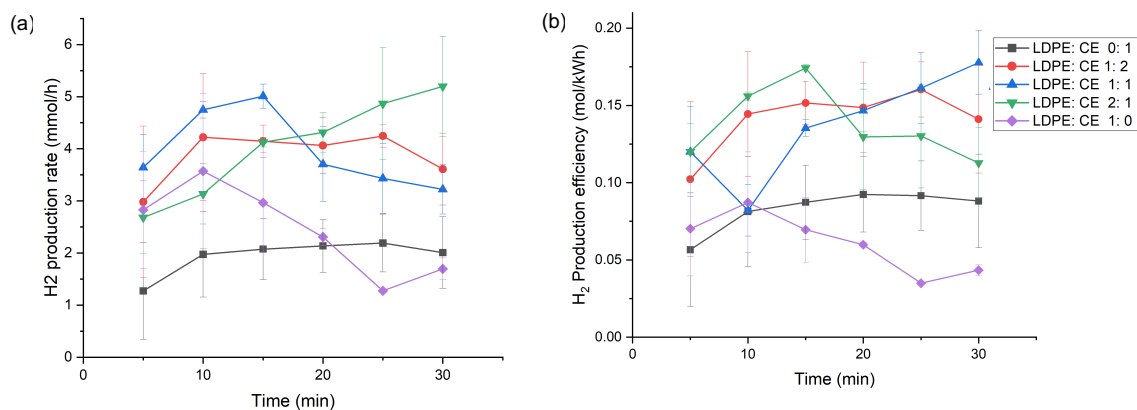 (a)
H2 production rate (mmol/h)
6
5
4
3
2
1
0
0
10
20
30
Time (min)
(b)
H₂ Production efficiency (mol/kWh)
0.20
0.15
0.10
0.05
0.00
0
10
20
30
Time (min)
LDPE: CE 0: 1
LDPE: CE 1: 2
LDPE: CE 1: 1
LDPE: CE 2: 1
LDPE: CE 1: 0